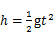 h = ½gt²